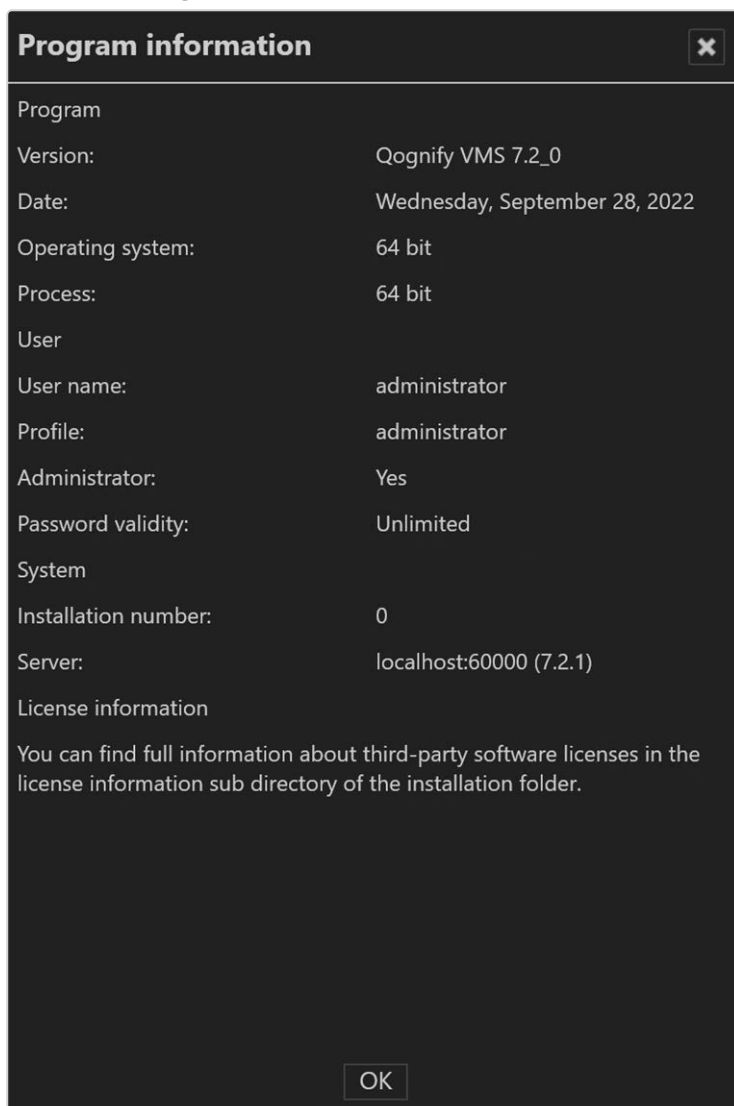 Program information
Program
Version: Qognify VMS 7.2_0
Date: Wednesday, September 28, 2022
Operating system: 64 bit
Process: 64 bit
User
User name: administrator
Profile: administrator
Administrator: Yes
Password validity: Unlimited
System
Installation number: 0
Server: localhost:60000 (7.2.1)
License information
You can find full information about third-party software licenses in the
license information sub directory of the installation folder.
OK